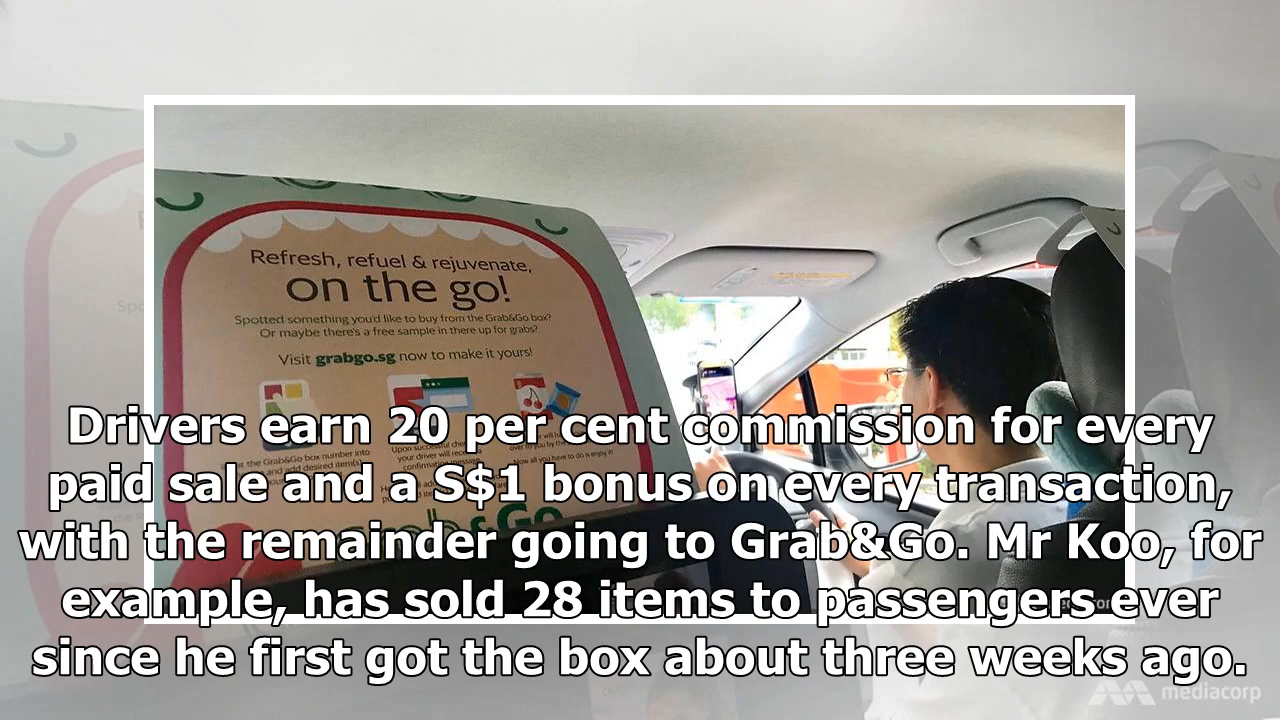 Refresh, refuel & rejuvenate,
on the go!
Spotted something you'd like to buy from the Grab&Go box?
Or maybe there's a free sample in there up for grabs?
Visit grabgo.sg now to make it yours!
Drivers earn 20 per cent commission for every
paid sale and a S$1 bonus on every transaction,
with the remainder going to Grab&Go. Mr Koo, for
example, has sold 28 items to passengers ever
since he first got the box about three weeks ago.
mediacorp